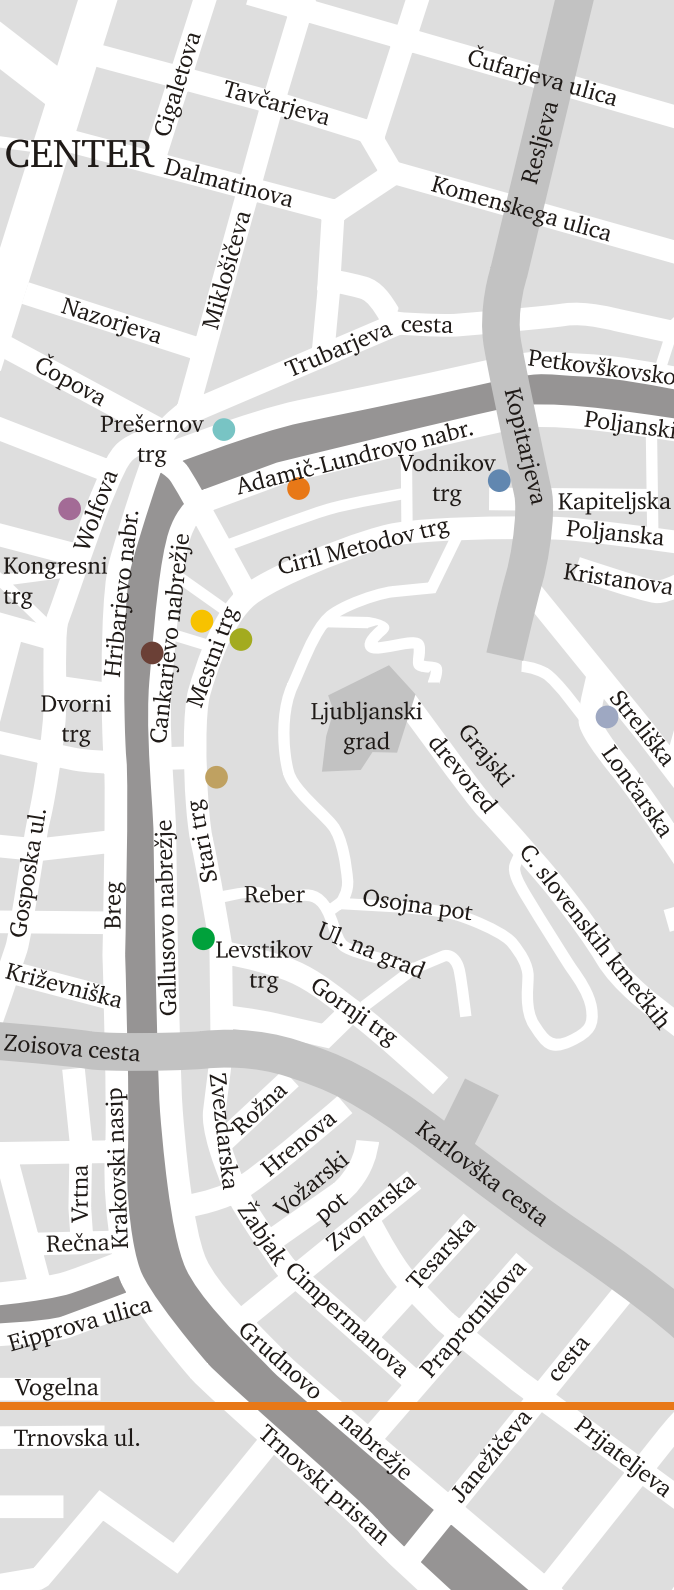 Čufarjeva ulica
Cigaletova
Tavčarjeva
Resljeva
CENTER
Dalmatinova
Komenskega ulica
Miklošičeva
Nazorjeva
Trubarjeva cesta
Čopova
Petkovškovsko
Prešernov
trg
Kopitarjeva
Poljanski
Adamič-Lundrovo nabr.
Vodnikov
trg
Wolfova
Kapiteljska
Hribarjevo nabr.
Ciril Metodov trg
Poljanska
Kongresni
trg
Cankarjevo nabrežje
Kristanova
Mestni trg
Dvorni
trg
Ljubljanski
grad
Streliška
Grajski
drevored
Lončarska
Stari trg
Gosposka ul.
Gallusovo nabrežje
Breg
Reber
Osojna pot
C. slovenskih kmečkih
Ul. na grad
Levstikov
trg
Križevniška
Gornji trg
Zoisova cesta
Zvezdarska
Rožna
Krakovski nasip
Hrenova
Karlovška cesta
Vrtna
Vožarski
pot
Zvonarska
Rečna
Žabjak
Tesarska
Cimpermanova
Praprotnikova
Eipprova ulica
Grudnovo
nabrežje
cesta
Janežičeva
Vogelna
Trnovska ul.
Trnovski pristan
Prijateljeva